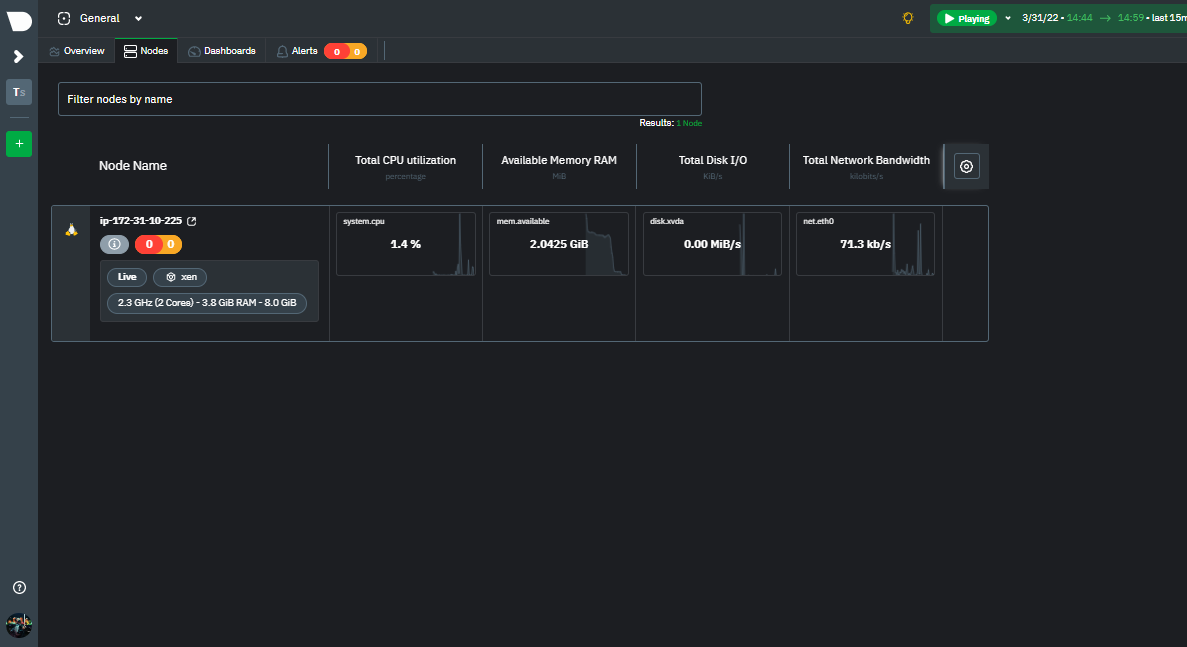 General
Playing 3/31/22 • 14:44 → 14:59 • last 15m
Overview Nodes Dashboards Alerts 0 0
Ts
Filter nodes by name
Results: 1 Node
+
Node Name
Total CPU utilization
percentage
Available Memory RAM
MiB
Total Disk I/O
KiB/s
Total Network Bandwidth
kilobits/s
ip-172-31-10-225
0 0
Live xen
2.3 GHz (2 Cores) - 3.8 GiB RAM - 8.0 GiB
system.cpu
1.4 %
mem.available
2.0425 GiB
disk.xvda
0.00 MiB/s
net.eth0
71.3 kb/s